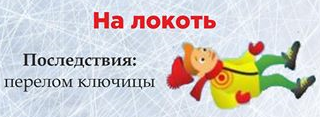 На локоть
Последствия:
перелом ключицы